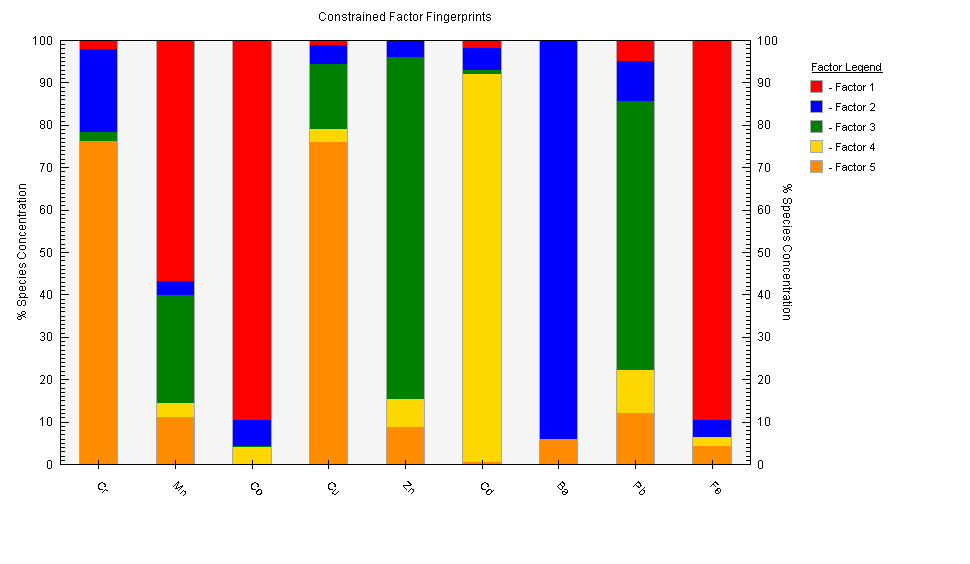 Constrained Factor Fingerprints
100
90
80
70
60
50
40
30
20
10
0
% Species Concentration
Cr
Mn
Co
Cu
Zn
Cd
Ba
Pb
Fe
100
90
80
70
60
50
40
30
20
10
0
% Species Concentration
Factor Legend
- Factor 1
- Factor 2
- Factor 3
- Factor 4
- Factor 5